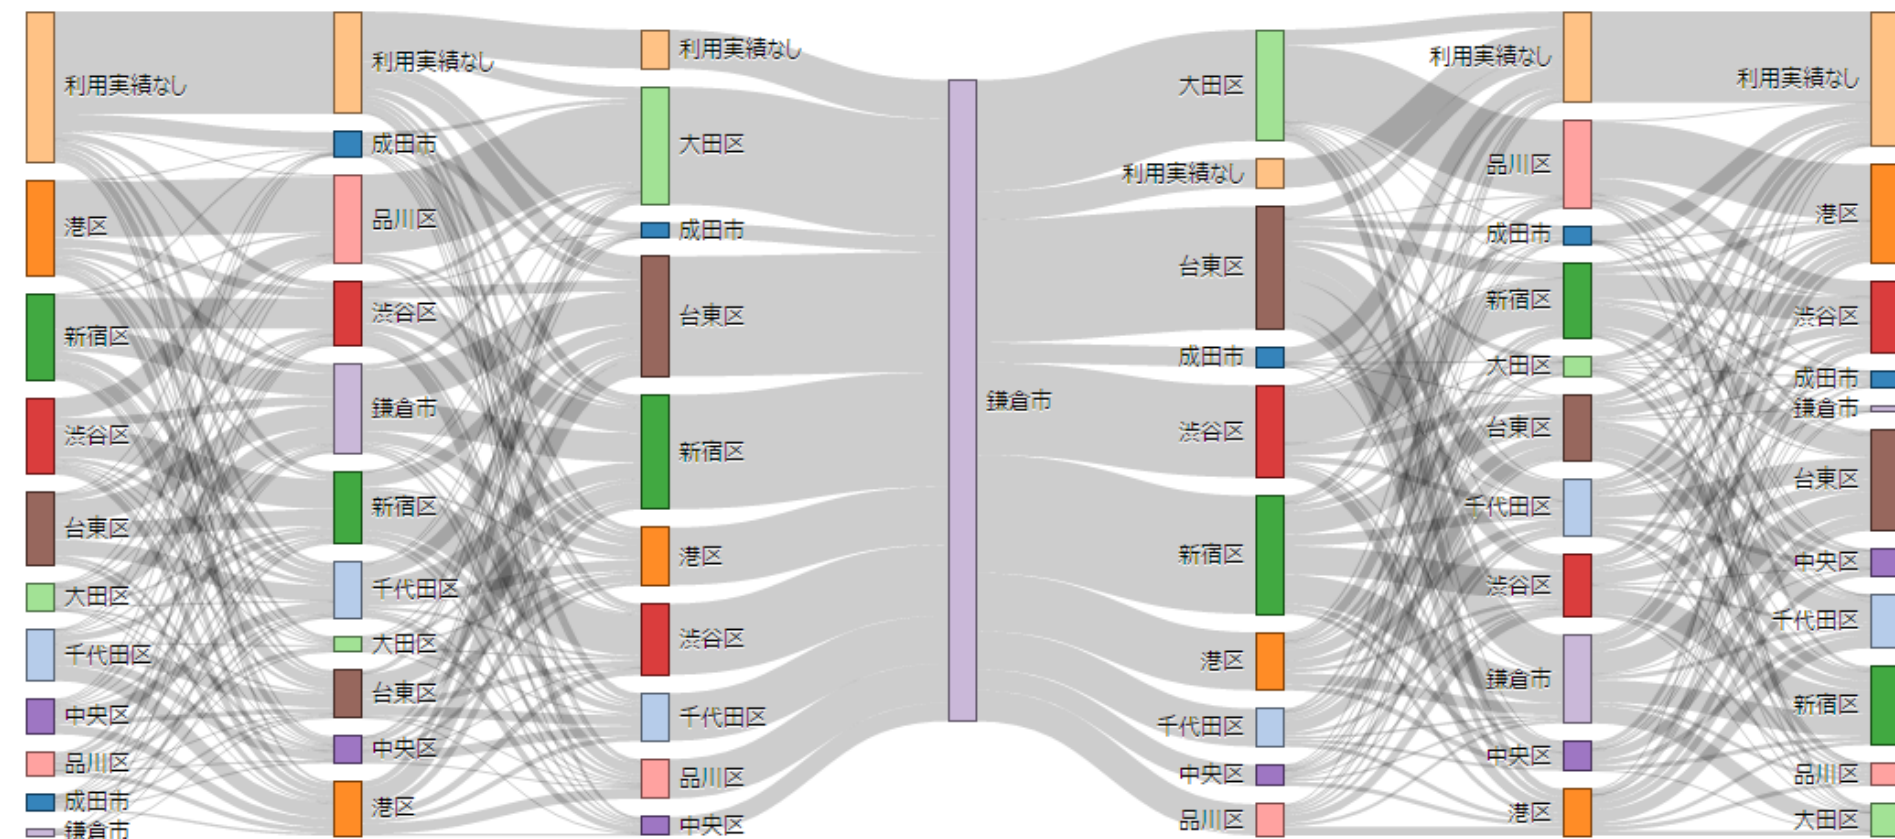 利用実績なし
港区
新宿区
渋谷区
台東区
大田区
千代田区
中央区
品川区
成田市
鎌倉市
利用実績なし
成田市
品川区
渋谷区
鎌倉市
新宿区
千代田区
大田区
台東区
中央区
港区
利用実績なし
大田区
成田市
台東区
新宿区
港区
渋谷区
千代田区
品川区
中央区
鎌倉市
大田区
利用実績なし
台東区
成田市
渋谷区
新宿区
港区
千代田区
中央区
品川区
利用実績なし
品川区
成田市
新宿区
大田区
台東区
千代田区
渋谷区
鎌倉市
中央区
港区
利用実績なし
港区
渋谷区
成田市
鎌倉市
台東区
中央区
千代田区
新宿区
品川区
大田区